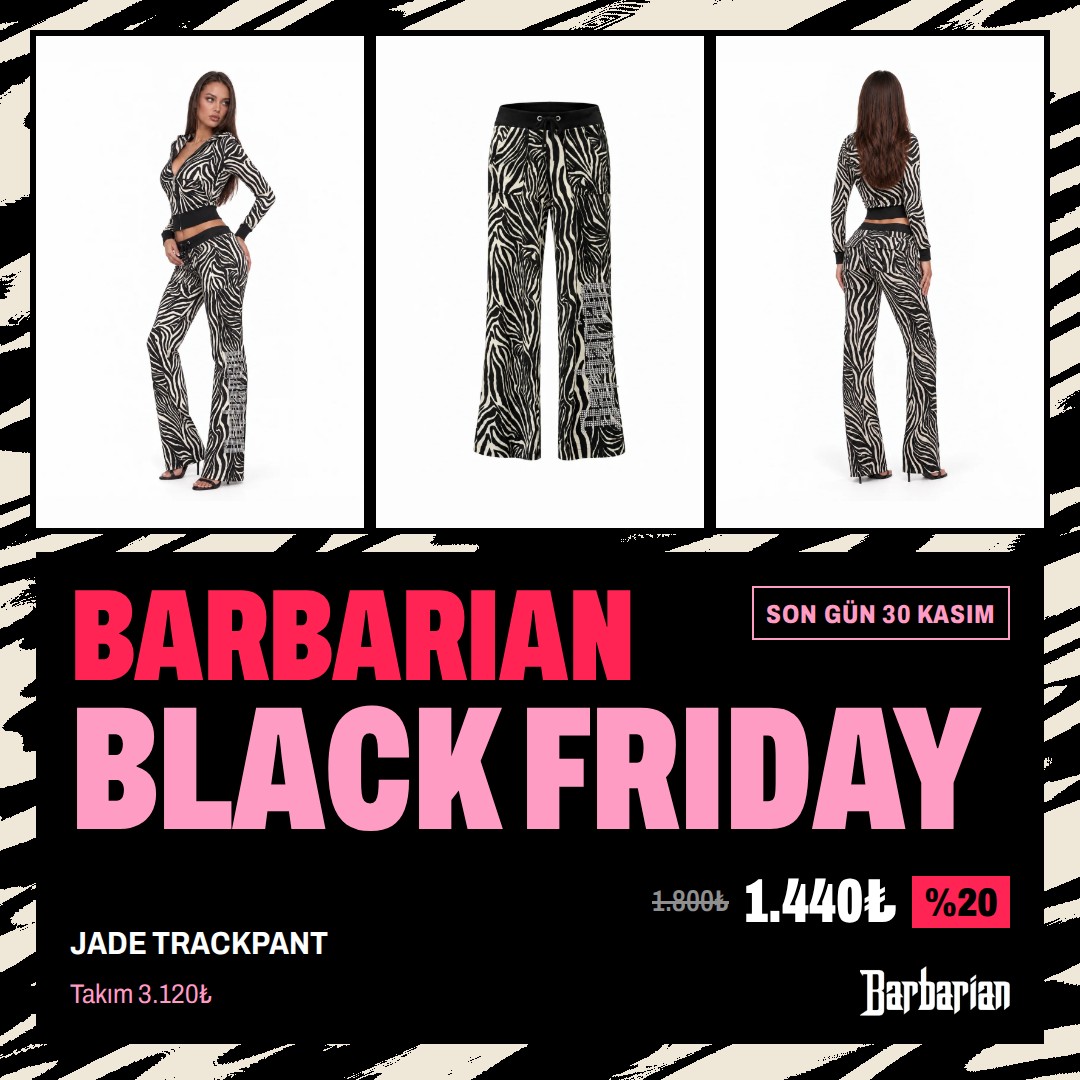 BARBARIAN
SON GÜN 30 KASIM
BLACK FRIDAY
1.800₺ 1.440₺ %20
JADE TRACKPANT
Takım 3.120₺
Barbarian